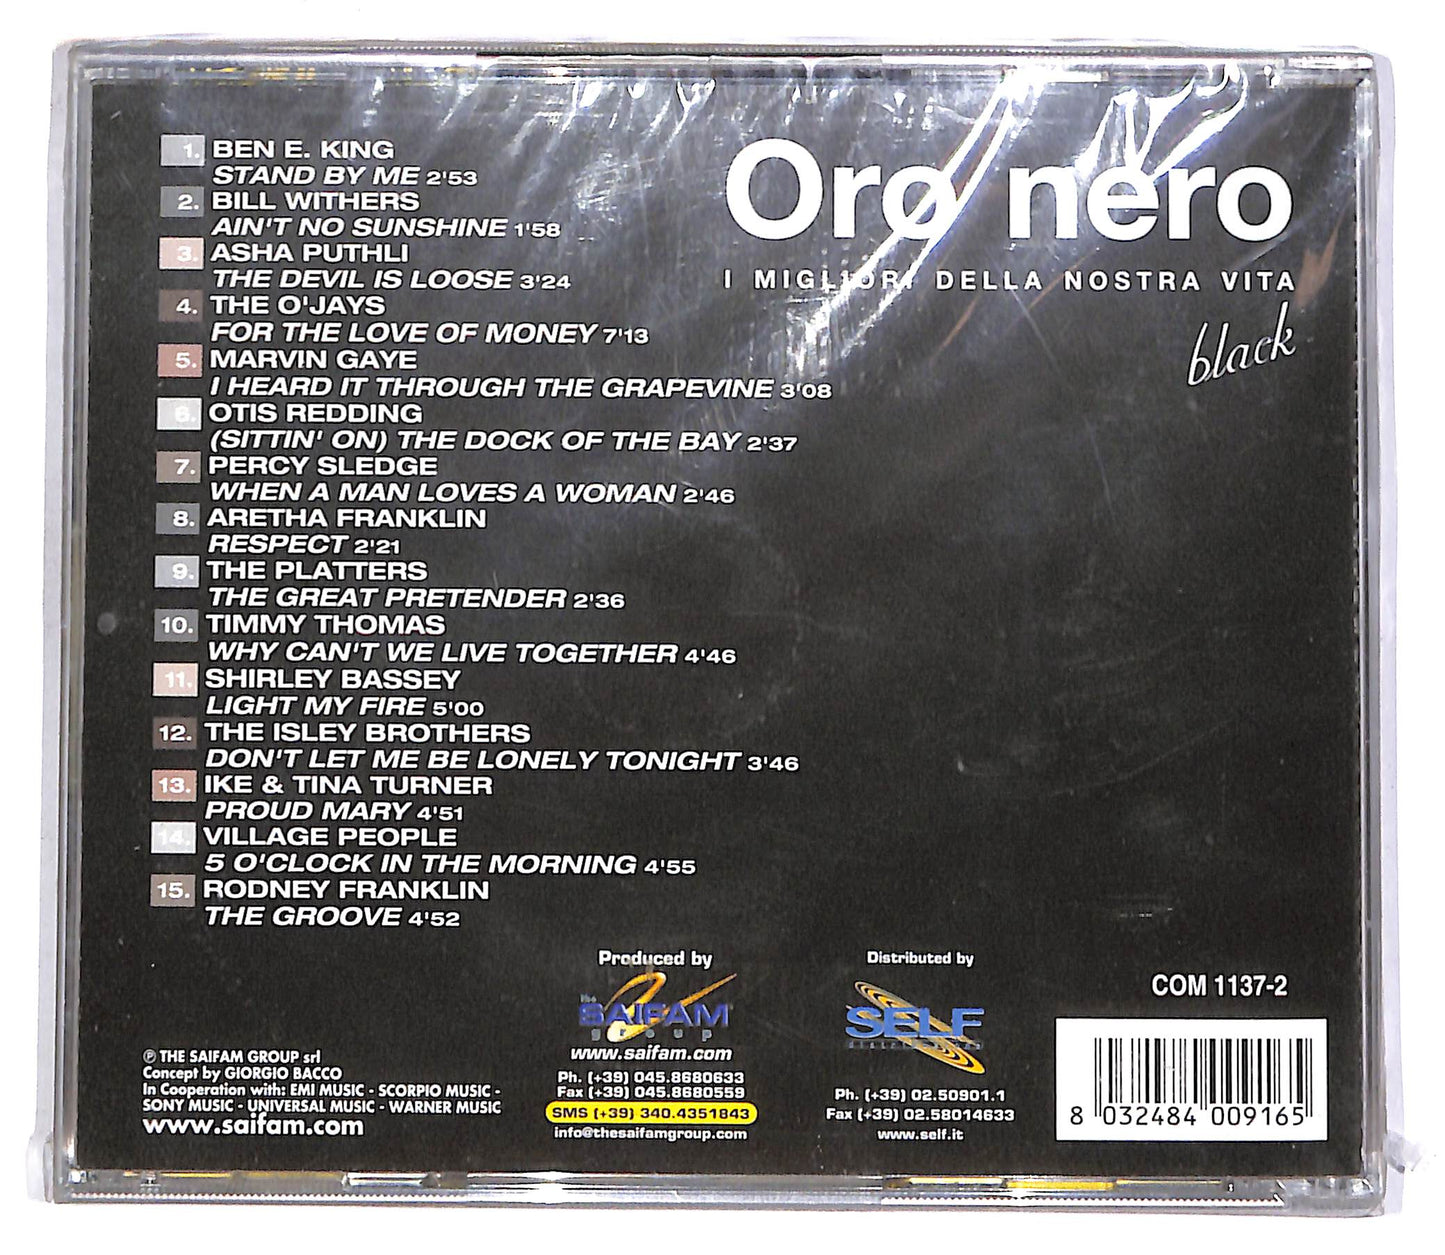 1. BEN E. KING
STAND BY ME 2'53
2. BILL WITHERS
AIN'T NO SUNSHINE 1'58
3. ASHA PUTHLI
THE DEVIL IS LOOSE 3'24
4. THE O'JAYS
FOR THE LOVE OF MONEY 7'13
5. MARVIN GAYE
I HEARD IT THROUGH THE GRAPEVINE 3'08
6. OTIS REDDING
(SITTIN' ON) THE DOCK OF THE BAY 2'37
7. PERCY SLEDGE
WHEN A MAN LOVES A WOMAN 2'46
8. ARETHA FRANKLIN
RESPECT 2'21
9. THE PLATTERS
THE GREAT PRETENDER 2'36
10. TIMMY THOMAS
WHY CAN'T WE LIVE TOGETHER 4'46
11. SHIRLEY BASSEY
LIGHT MY FIRE 5'00
12. THE ISLEY BROTHERS
DON'T LET ME BE LONELY TONIGHT 3'46
13. IKE & TINA TURNER
PROUD MARY 4'51
14. VILLAGE PEOPLE
5 O'CLOCK IN THE MORNING 4'55
15. RODNEY FRANKLIN
THE GROOVE 4'52
Oro nero
I MIGLIORI DELLA NOSTRA VITA
black
℗ THE SAIFAM GROUP srl
Concept by GIORGIO BACCO
In Cooperation with: EMI MUSIC - SCORPIO MUSIC -
SONY MUSIC - UNIVERSAL MUSIC - WARNER MUSIC
www.saifam.com
Produced by
the
SAIFAM
group
www.saifam.com
Ph. (+39) 045.8680633
Fax (+39) 045.8680559
SMS (+39) 340.4351843
info@thesaifamgroup.com
Distributed by
SELF
Ph. (+39) 02.50901.1
Fax (+39) 02.58014633
www.self.it
COM 1137-2
8 032484 009165